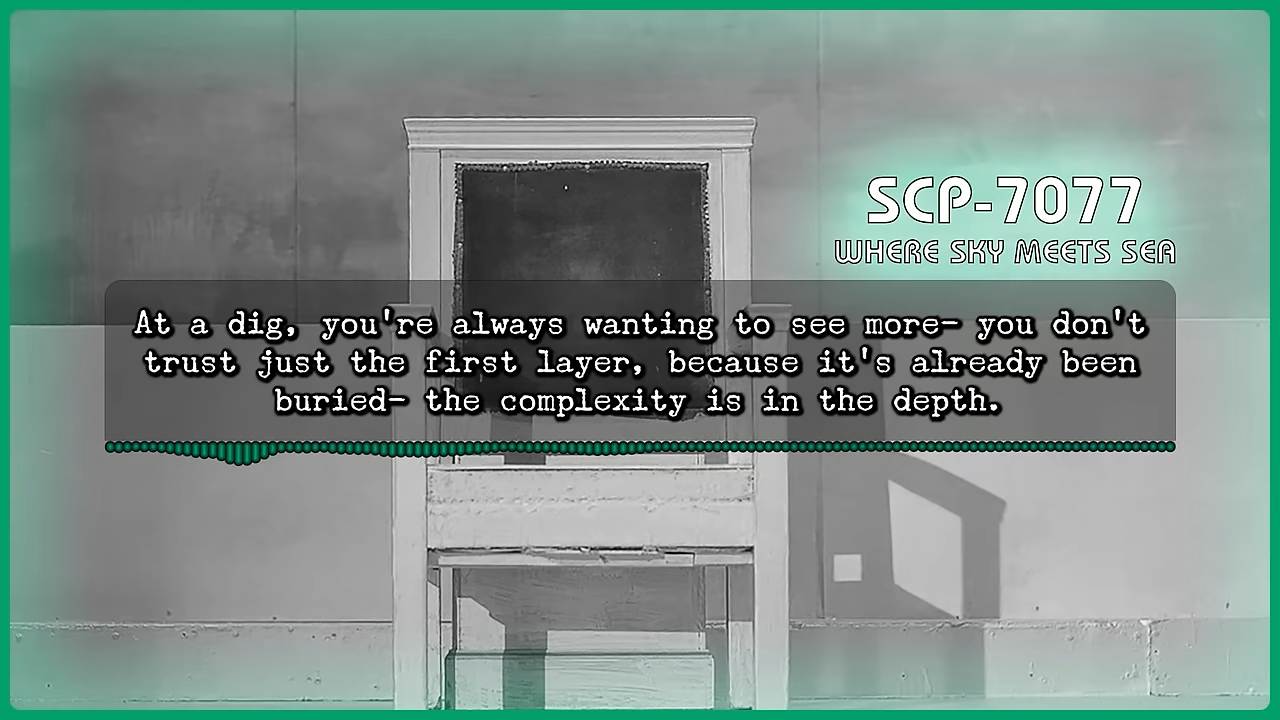 SCP-7077
WHERE SKY MEETS SEA
At a dig, you're always wanting to see more- you don't
trust just the first layer, because it's already been
buried- the complexity is in the depth.